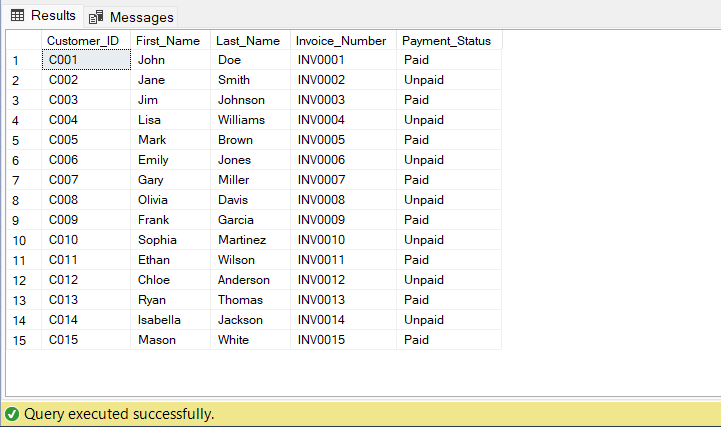 Results Messages
Customer_ID First_Name Last_Name Invoice_Number Payment_Status
1 C001 John Doe INV0001 Paid
2 C002 Jane Smith INV0002 Unpaid
3 C003 Jim Johnson INV0003 Paid
4 C004 Lisa Williams INV0004 Unpaid
5 C005 Mark Brown INV0005 Paid
6 C006 Emily Jones INV0006 Unpaid
7 C007 Gary Miller INV0007 Paid
8 C008 Olivia Davis INV0008 Unpaid
9 C009 Frank Garcia INV0009 Paid
10 C010 Sophia Martinez INV0010 Unpaid
11 C011 Ethan Wilson INV0011 Paid
12 C012 Chloe Anderson INV0012 Unpaid
13 C013 Ryan Thomas INV0013 Paid
14 C014 Isabella Jackson INV0014 Unpaid
15 C015 Mason White INV0015 Paid
Query executed successfully.